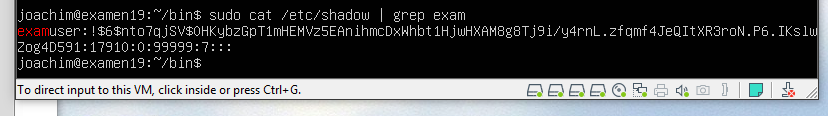 joachim@examen19:~/bin$ sudo cat /etc/shadow | grep exam
examuser:!$6$nto7qjSV$0HKybzGpT1mHEMVz5EAnihmcDxWhbt1HjwHXAM8g8Tj9i/y4rnL.zfqmf4JeQItXR3roN.P6.IKslw
Zog4D591:17910:0:99999:7:::
joachim@examen19:~/bin$
To direct input to this VM, click inside or press Ctrl+G.